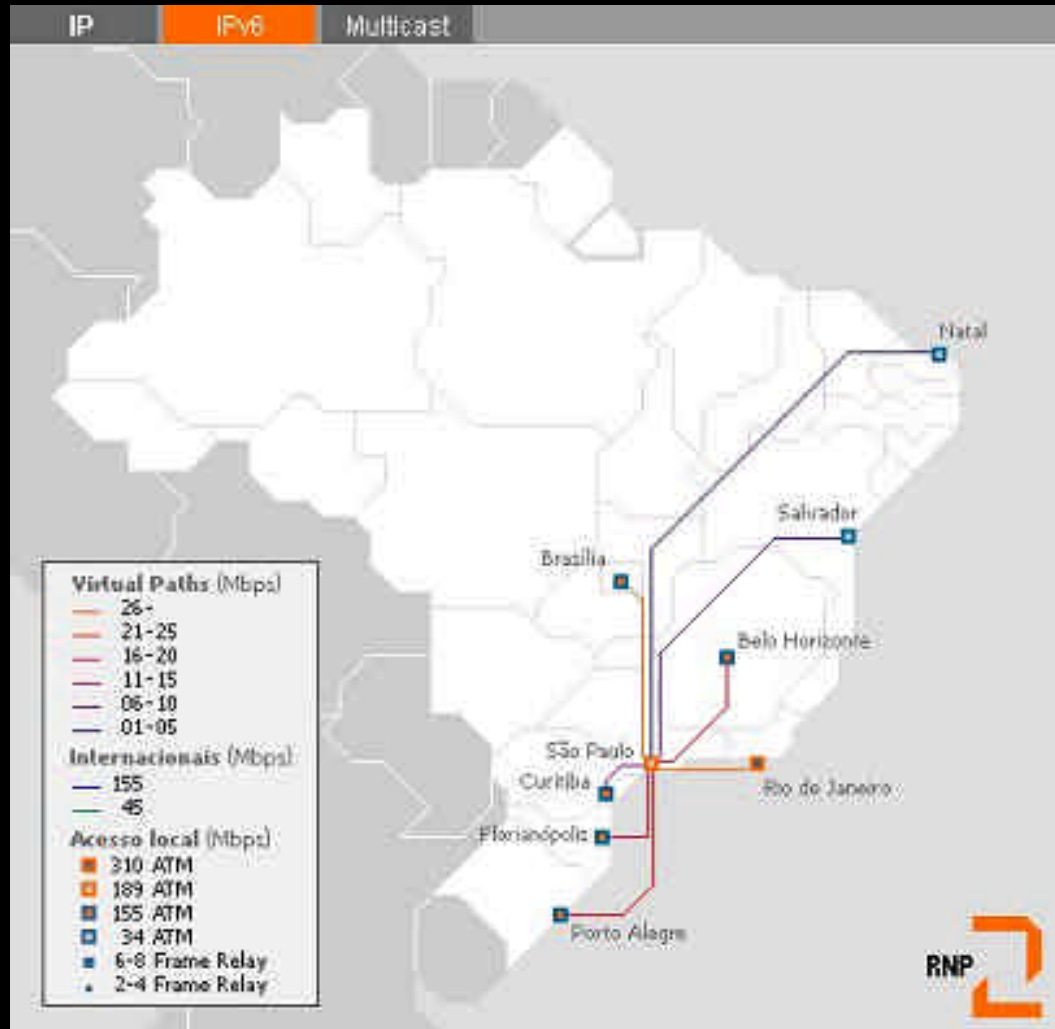 IP IPv6 Multicast
Natal
Salvador
Brasília
Belo Horizonte
São Paulo
Curitiba
Rio de Janeiro
Florianópolis
Porto Alegre
Virtual Paths (Mbps)
26-
21-25
16-20
11-15
06-10
01-05
Internacionais (Mbps)
155
45
Acesso local (Mbps)
310 ATM
189 ATM
155 ATM
34 ATM
6-8 Frame Relay
2-4 Frame Relay
RNP